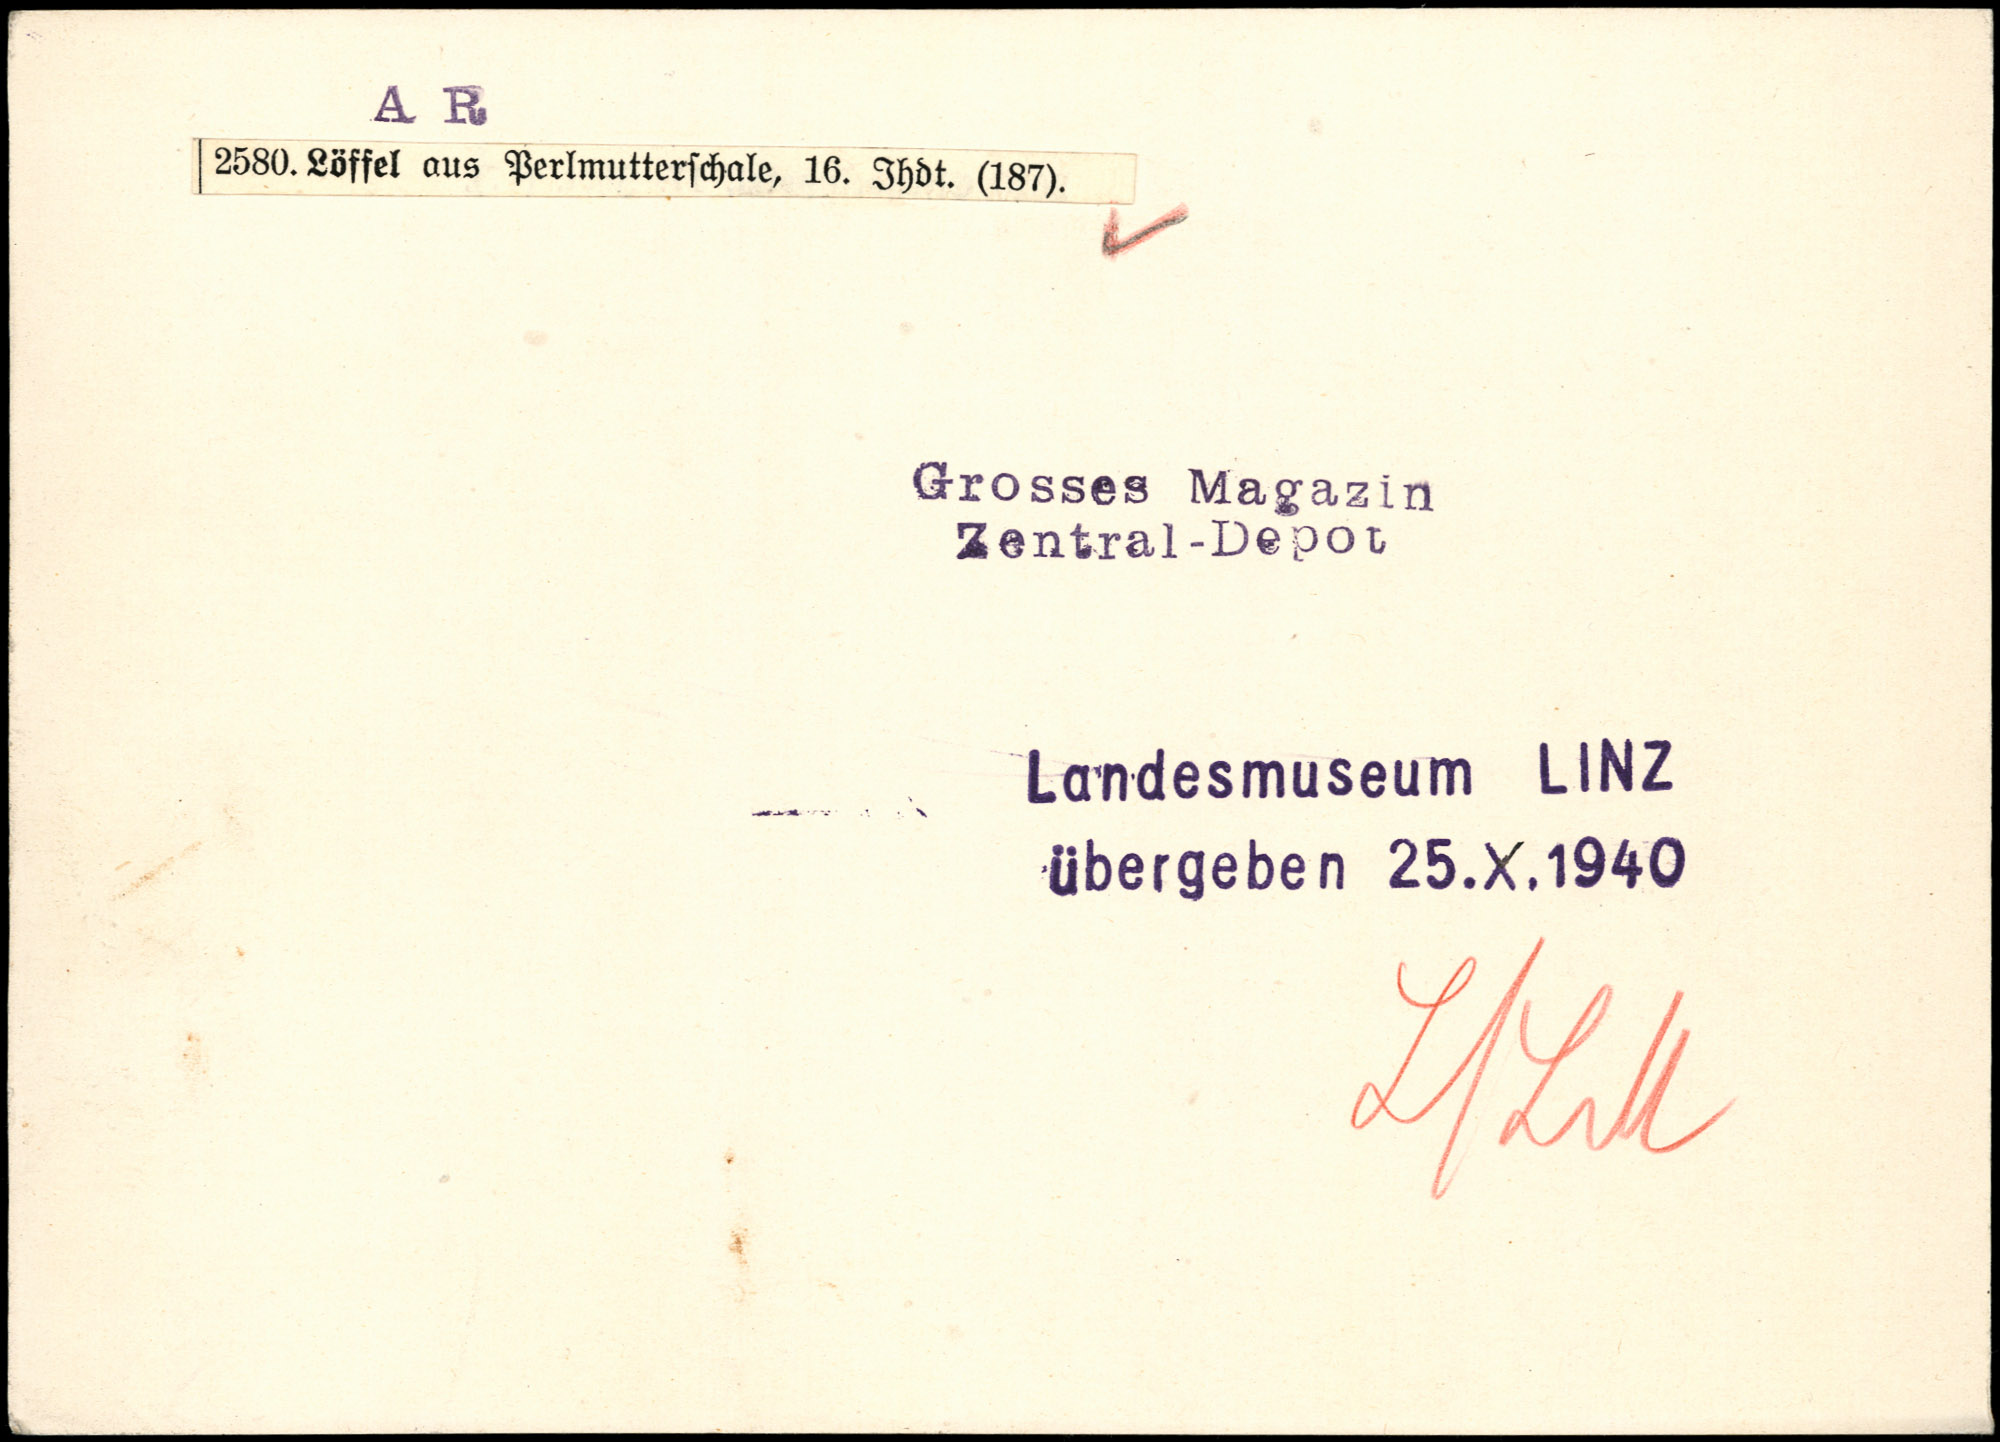 A R
2580. Löffel aus Perlmutterſchale, 16. Jhdt. (187).
Grosses Magazin
Zentral-Depot
Landesmuseum LINZ
übergeben 25.X.1940